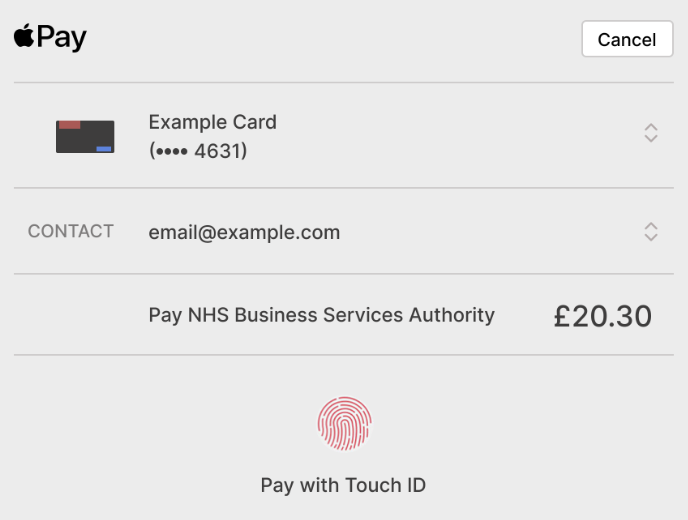 Pay
Cancel
Example Card
(•••• 4631)
CONTACT
email@example.com
Pay NHS Business Services Authority
£20.30
Pay with Touch ID